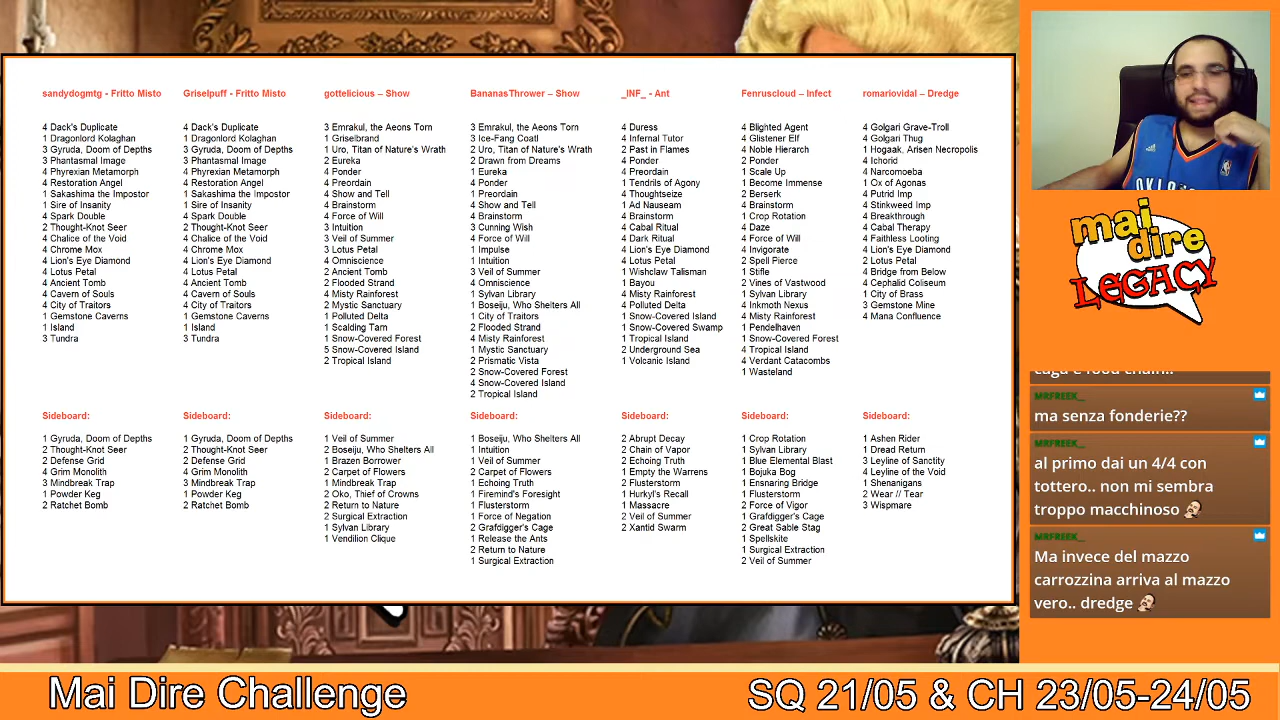 sandydogmtg - Fritto Misto
4 Dack's Duplicate
1 Dragonlord Kolaghan
3 Gyruda, Doom of Depths
3 Phantasmal Image
4 Phyrexian Metamorph
4 Restoration Angel
1 Sakashima the Impostor
1 Sire of Insanity
4 Spark Double
2 Thought-Knot Seer
4 Chalice of the Void
4 Chrome Mox
4 Lion's Eye Diamond
4 Lotus Petal
4 Ancient Tomb
4 Cavern of Souls
4 City of Traitors
1 Gemstone Caverns
1 Island
3 Tundra
Sideboard:
1 Gyruda, Doom of Depths
2 Thought-Knot Seer
2 Defense Grid
4 Grim Monolith
3 Mindbreak Trap
1 Powder Keg
2 Ratchet Bomb
Griselpuff - Fritto Misto
4 Dack's Duplicate
1 Dragonlord Kolaghan
3 Gyruda, Doom of Depths
3 Phantasmal Image
4 Phyrexian Metamorph
4 Restoration Angel
1 Sakashima the Impostor
1 Sire of Insanity
4 Spark Double
2 Thought-Knot Seer
4 Chalice of the Void
4 Chrome Mox
4 Lion's Eye Diamond
4 Lotus Petal
4 Ancient Tomb
4 Cavern of Souls
4 City of Traitors
1 Gemstone Caverns
1 Island
3 Tundra
Sideboard:
1 Gyruda, Doom of Depths
2 Thought-Knot Seer
2 Defense Grid
4 Grim Monolith
3 Mindbreak Trap
1 Powder Keg
2 Ratchet Bomb
gottelicious – Show
3 Emrakul, the Aeons Torn
1 Griselbrand
1 Uro, Titan of Nature's Wrath
2 Eureka
4 Ponder
4 Preordain
4 Show and Tell
4 Brainstorm
4 Force of Will
3 Intuition
3 Veil of Summer
3 Lotus Petal
4 Omniscience
2 Ancient Tomb
2 Flooded Strand
4 Misty Rainforest
2 Mystic Sanctuary
1 Polluted Delta
1 Scalding Tarn
1 Snow-Covered Forest
5 Snow-Covered Island
2 Tropical Island
Sideboard:
1 Veil of Summer
2 Boseiju, Who Shelters All
1 Brazen Borrower
2 Carpet of Flowers
1 Mindbreak Trap
2 Oko, Thief of Crowns
2 Return to Nature
2 Surgical Extraction
1 Sylvan Library
1 Vendilion Clique
BananasThrower – Show
3 Emrakul, the Aeons Torn
3 Ice-Fang Coatl
2 Uro, Titan of Nature's Wrath
2 Drawn from Dreams
1 Eureka
4 Ponder
1 Preordain
4 Show and Tell
4 Brainstorm
3 Cunning Wish
4 Force of Will
1 Impulse
1 Intuition
3 Veil of Summer
4 Omniscience
1 Sylvan Library
1 Boseiju, Who Shelters All
1 City of Traitors
2 Flooded Strand
4 Misty Rainforest
1 Mystic Sanctuary
2 Prismatic Vista
2 Snow-Covered Forest
4 Snow-Covered Island
2 Tropical Island
Sideboard:
1 Boseiju, Who Shelters All
1 Intuition
1 Veil of Summer
2 Carpet of Flowers
1 Echoing Truth
1 Firemind's Foresight
1 Flusterstorm
1 Force of Negation
2 Grafdigger's Cage
1 Release the Ants
2 Return to Nature
1 Surgical Extraction
_INF_ - Ant
4 Duress
4 Infernal Tutor
2 Past in Flames
4 Ponder
4 Preordain
1 Tendrils of Agony
4 Thoughtseize
1 Ad Nauseam
4 Brainstorm
4 Cabal Ritual
4 Dark Ritual
4 Lion's Eye Diamond
4 Lotus Petal
1 Wishclaw Talisman
1 Bayou
4 Misty Rainforest
4 Polluted Delta
1 Snow-Covered Island
1 Snow-Covered Swamp
1 Tropical Island
2 Underground Sea
1 Volcanic Island
Sideboard:
2 Abrupt Decay
2 Chain of Vapor
2 Echoing Truth
1 Empty the Warrens
2 Flusterstorm
1 Hurkyl's Recall
1 Massacre
2 Veil of Summer
2 Xantid Swarm
Fenruscloud – Infect
4 Blighted Agent
4 Glistener Elf
4 Noble Hierarch
2 Ponder
1 Scale Up
1 Become Immense
2 Berserk
4 Brainstorm
1 Crop Rotation
4 Daze
4 Force of Will
4 Invigorate
2 Spell Pierce
1 Stifle
2 Vines of Vastwood
1 Sylvan Library
4 Inkmoth Nexus
4 Misty Rainforest
1 Pendelhaven
1 Snow-Covered Forest
4 Tropical Island
4 Verdant Catacombs
1 Wasteland
Sideboard:
1 Crop Rotation
1 Sylvan Library
1 Blue Elemental Blast
1 Bojuka Bog
1 Ensnaring Bridge
1 Flusterstorm
2 Force of Vigor
1 Grafdigger's Cage
2 Great Sable Stag
1 Spellskite
1 Surgical Extraction
2 Veil of Summer
romariovidal – Dredge
4 Golgari Grave-Troll
4 Golgari Thug
1 Hogaak, Arisen Necropolis
4 Ichorid
4 Narcomoeba
1 Ox of Agonas
4 Putrid Imp
4 Stinkweed Imp
4 Breakthrough
4 Cabal Therapy
4 Faithless Looting
4 Lion's Eye Diamond
2 Lotus Petal
4 Bridge from Below
4 Cephalid Coliseum
1 City of Brass
3 Gemstone Mine
4 Mana Confluence
Sideboard:
1 Ashen Rider
1 Dread Return
3 Leyline of Sanctity
4 Leyline of the Void
1 Shenanigans
2 Wear // Tear
3 Wispmare
OKLAHO
mai
dire
LEGACY
caga e food chain..
MRFREEK__
ma senza fonderie??
MRFREEK__
al primo dai un 4/4 con
tottero.. non mi sembra
troppo macchinoso
MRFREEK__
Ma invece del mazzo
carrozzina arriva al mazzo
vero.. dredge
Mai Dire Challenge
SQ 21/05 & CH 23/05-24/05